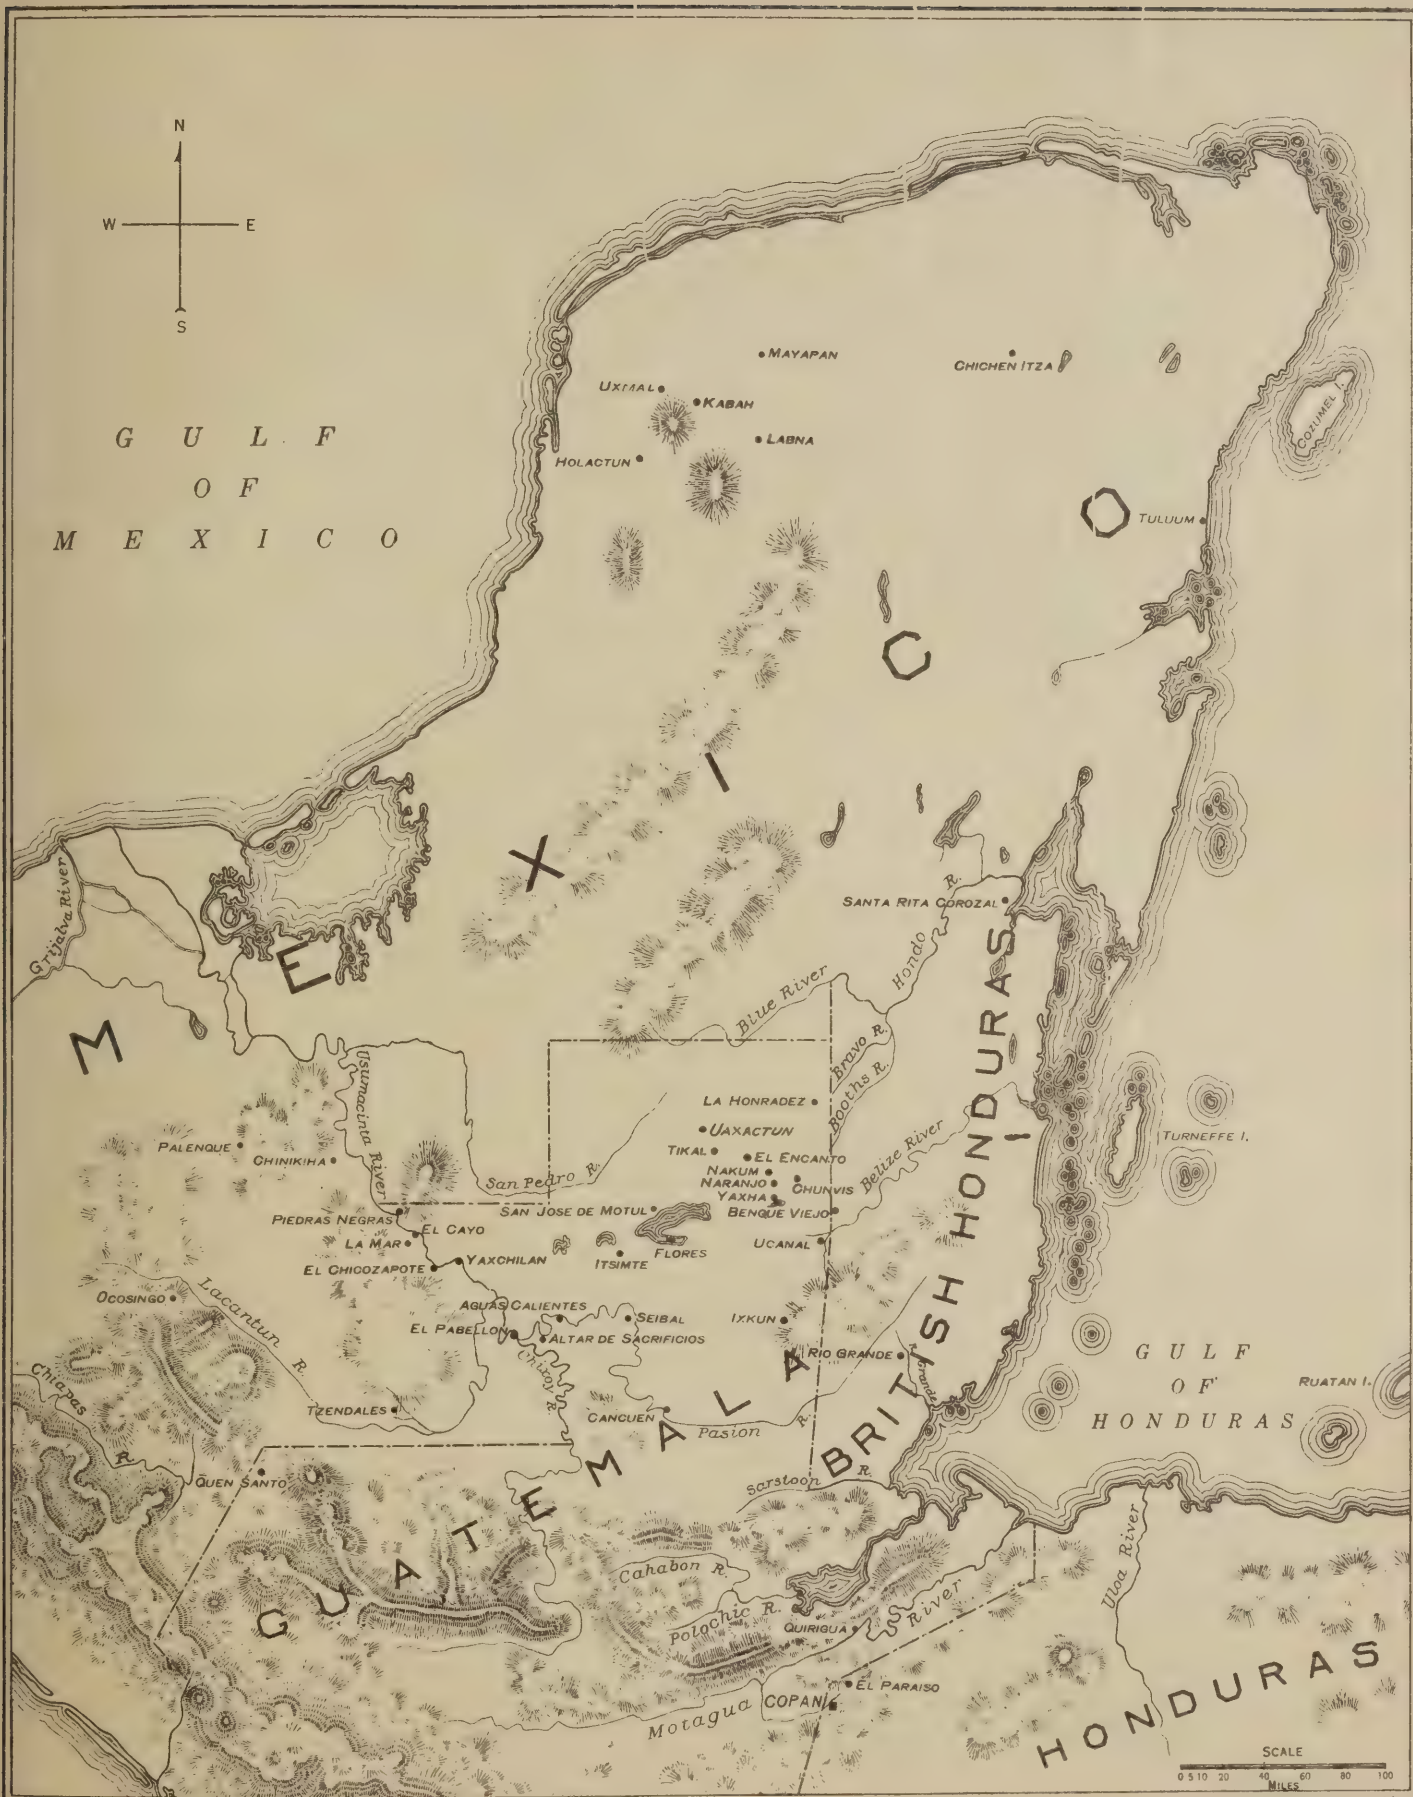 N
W E
S
GULF
OF
MEXICO
MAYAPAN
CHICHEN ITZA
UXMAL
KABAH
COZUMEL I.
LABNA
HOLACTUN
TULUUM
MEXICO
Grijalva River
SANTA RITA COROZAL
Hondo R.
Blue River
Bravo R.
Booths R.
Usumacinta River
LA HONRADEZ
UAXACTUN
PALENQUE
CHINIKIHA
TIKAL
EL ENCANTO
NAKUM
NARANJO
CHUNVIS
YAXHA
BENQUE VIEJO
Belize River
TURNEFFE I.
San Pedro R.
SAN JOSE DE MOTUL
PIEDRAS NEGRAS
EL CAYO
LA MAR
FLORES
UCANAL
ITSIMTE
EL CHICOZAPOTE
YAXCHILAN
OCOSINGO
Lacantun R.
AGUAS CALIENTES
SEIBAL
IXKUN
EL PABELLON
ALTAR DE SACRIFICIOS
RIO GRANDE
R. Grande
Chixoy R.
GULF
OF
HONDURAS
RUATAN I.
Chiapas R.
TZENDALES
CANCUEN
Pasion R.
BRITISH HONDURAS
QUEN SANTO
Sarstoon R.
GUATEMALA
Cahabon R.
Polochic R.
QUIRIGUA
S River
Uloa River
EL PARAISO
COPAN
Motagua
HONDURAS
SCALE
0 5 10 20 40 60 80 100
MILES